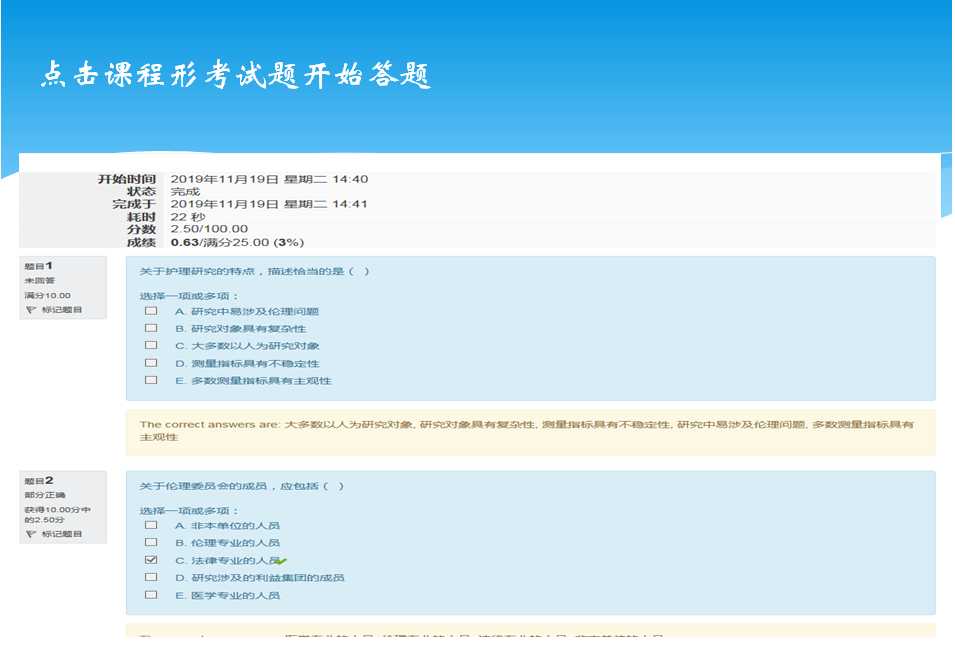 点击课程形考试题开始答题
开始时间 2019年11月19日 星期二 14:40
状态 完成
完成于 2019年11月19日 星期二 14:41
耗时 22 秒
分数 2.50/100.00
成绩 0.63/满分25.00 (3%)
题目1
未回答
满分10.00
标记题目
关于护理研究的特点，描述恰当的是（ ）
选择一项或多项：
A. 研究中易涉及伦理问题
B. 研究对象具有复杂性
C. 大多数以人为研究对象
D. 测量指标具有不稳定性
E. 多数测量指标具有主观性
The correct answers are: 大多数以人为研究对象, 研究对象具有复杂性, 测量指标具有不稳定性, 研究中易涉及伦理问题, 多数测量指标具有
主观性
题目2
部分正确
获得10.00分中
的2.50分
标记题目
关于伦理委员会的成员，应包括（ ）
选择一项或多项：
A. 非本单位的人员
B. 伦理专业的人员
C. 法律专业的人员
D. 研究涉及的利益集团的成员
E. 医学专业的人员